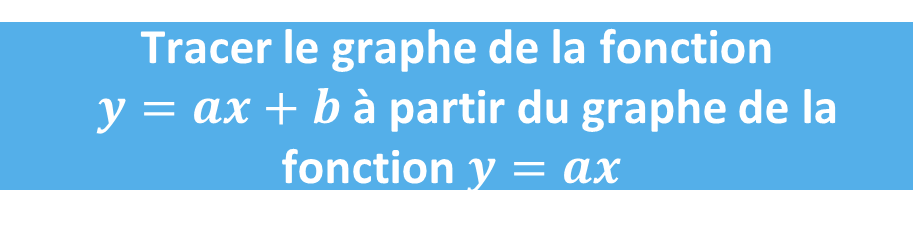 Tracer le graphe de la fonction
y = ax + b à partir du graphe de la
fonction y = ax